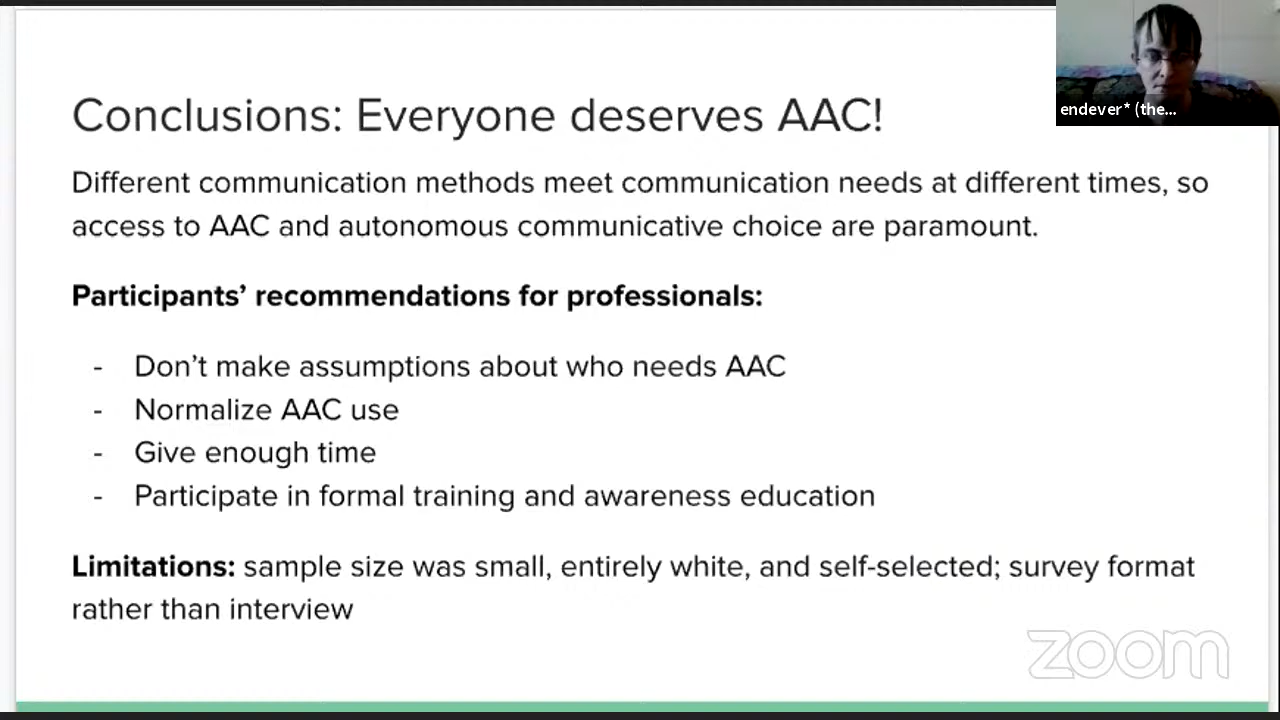 endever* (the...
Conclusions: Everyone deserves AAC!
Different communication methods meet communication needs at different times, so
access to AAC and autonomous communicative choice are paramount.
Participants’ recommendations for professionals:
- Don’t make assumptions about who needs AAC
- Normalize AAC use
- Give enough time
- Participate in formal training and awareness education
Limitations: sample size was small, entirely white, and self-selected; survey format
rather than interview
zoom